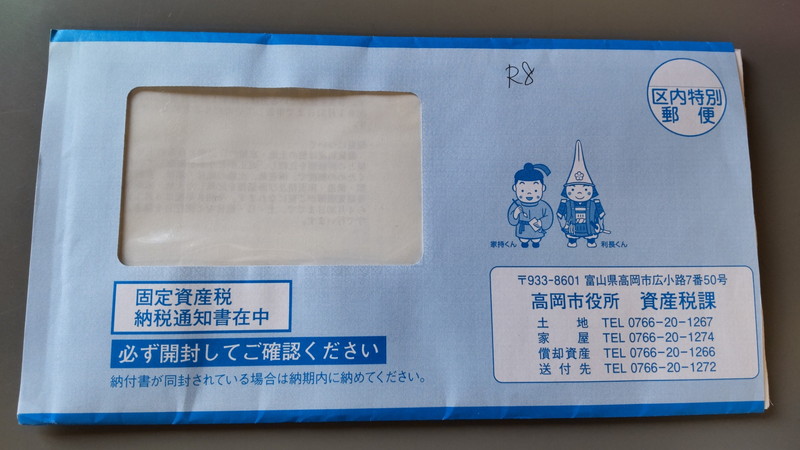 R8
区内特別
郵便
家持くん
利長くん
固定資産税
納税通知書在中
必ず開封してご確認ください
納付書が同封されている場合は納期内に納めてください。
〒933-8601 富山県高岡市広小路7番50号
高岡市役所 資産税課
土地 TEL 0766-20-1267
家屋 TEL 0766-20-1274
償却資産 TEL 0766-20-1266
送付先 TEL 0766-20-1272